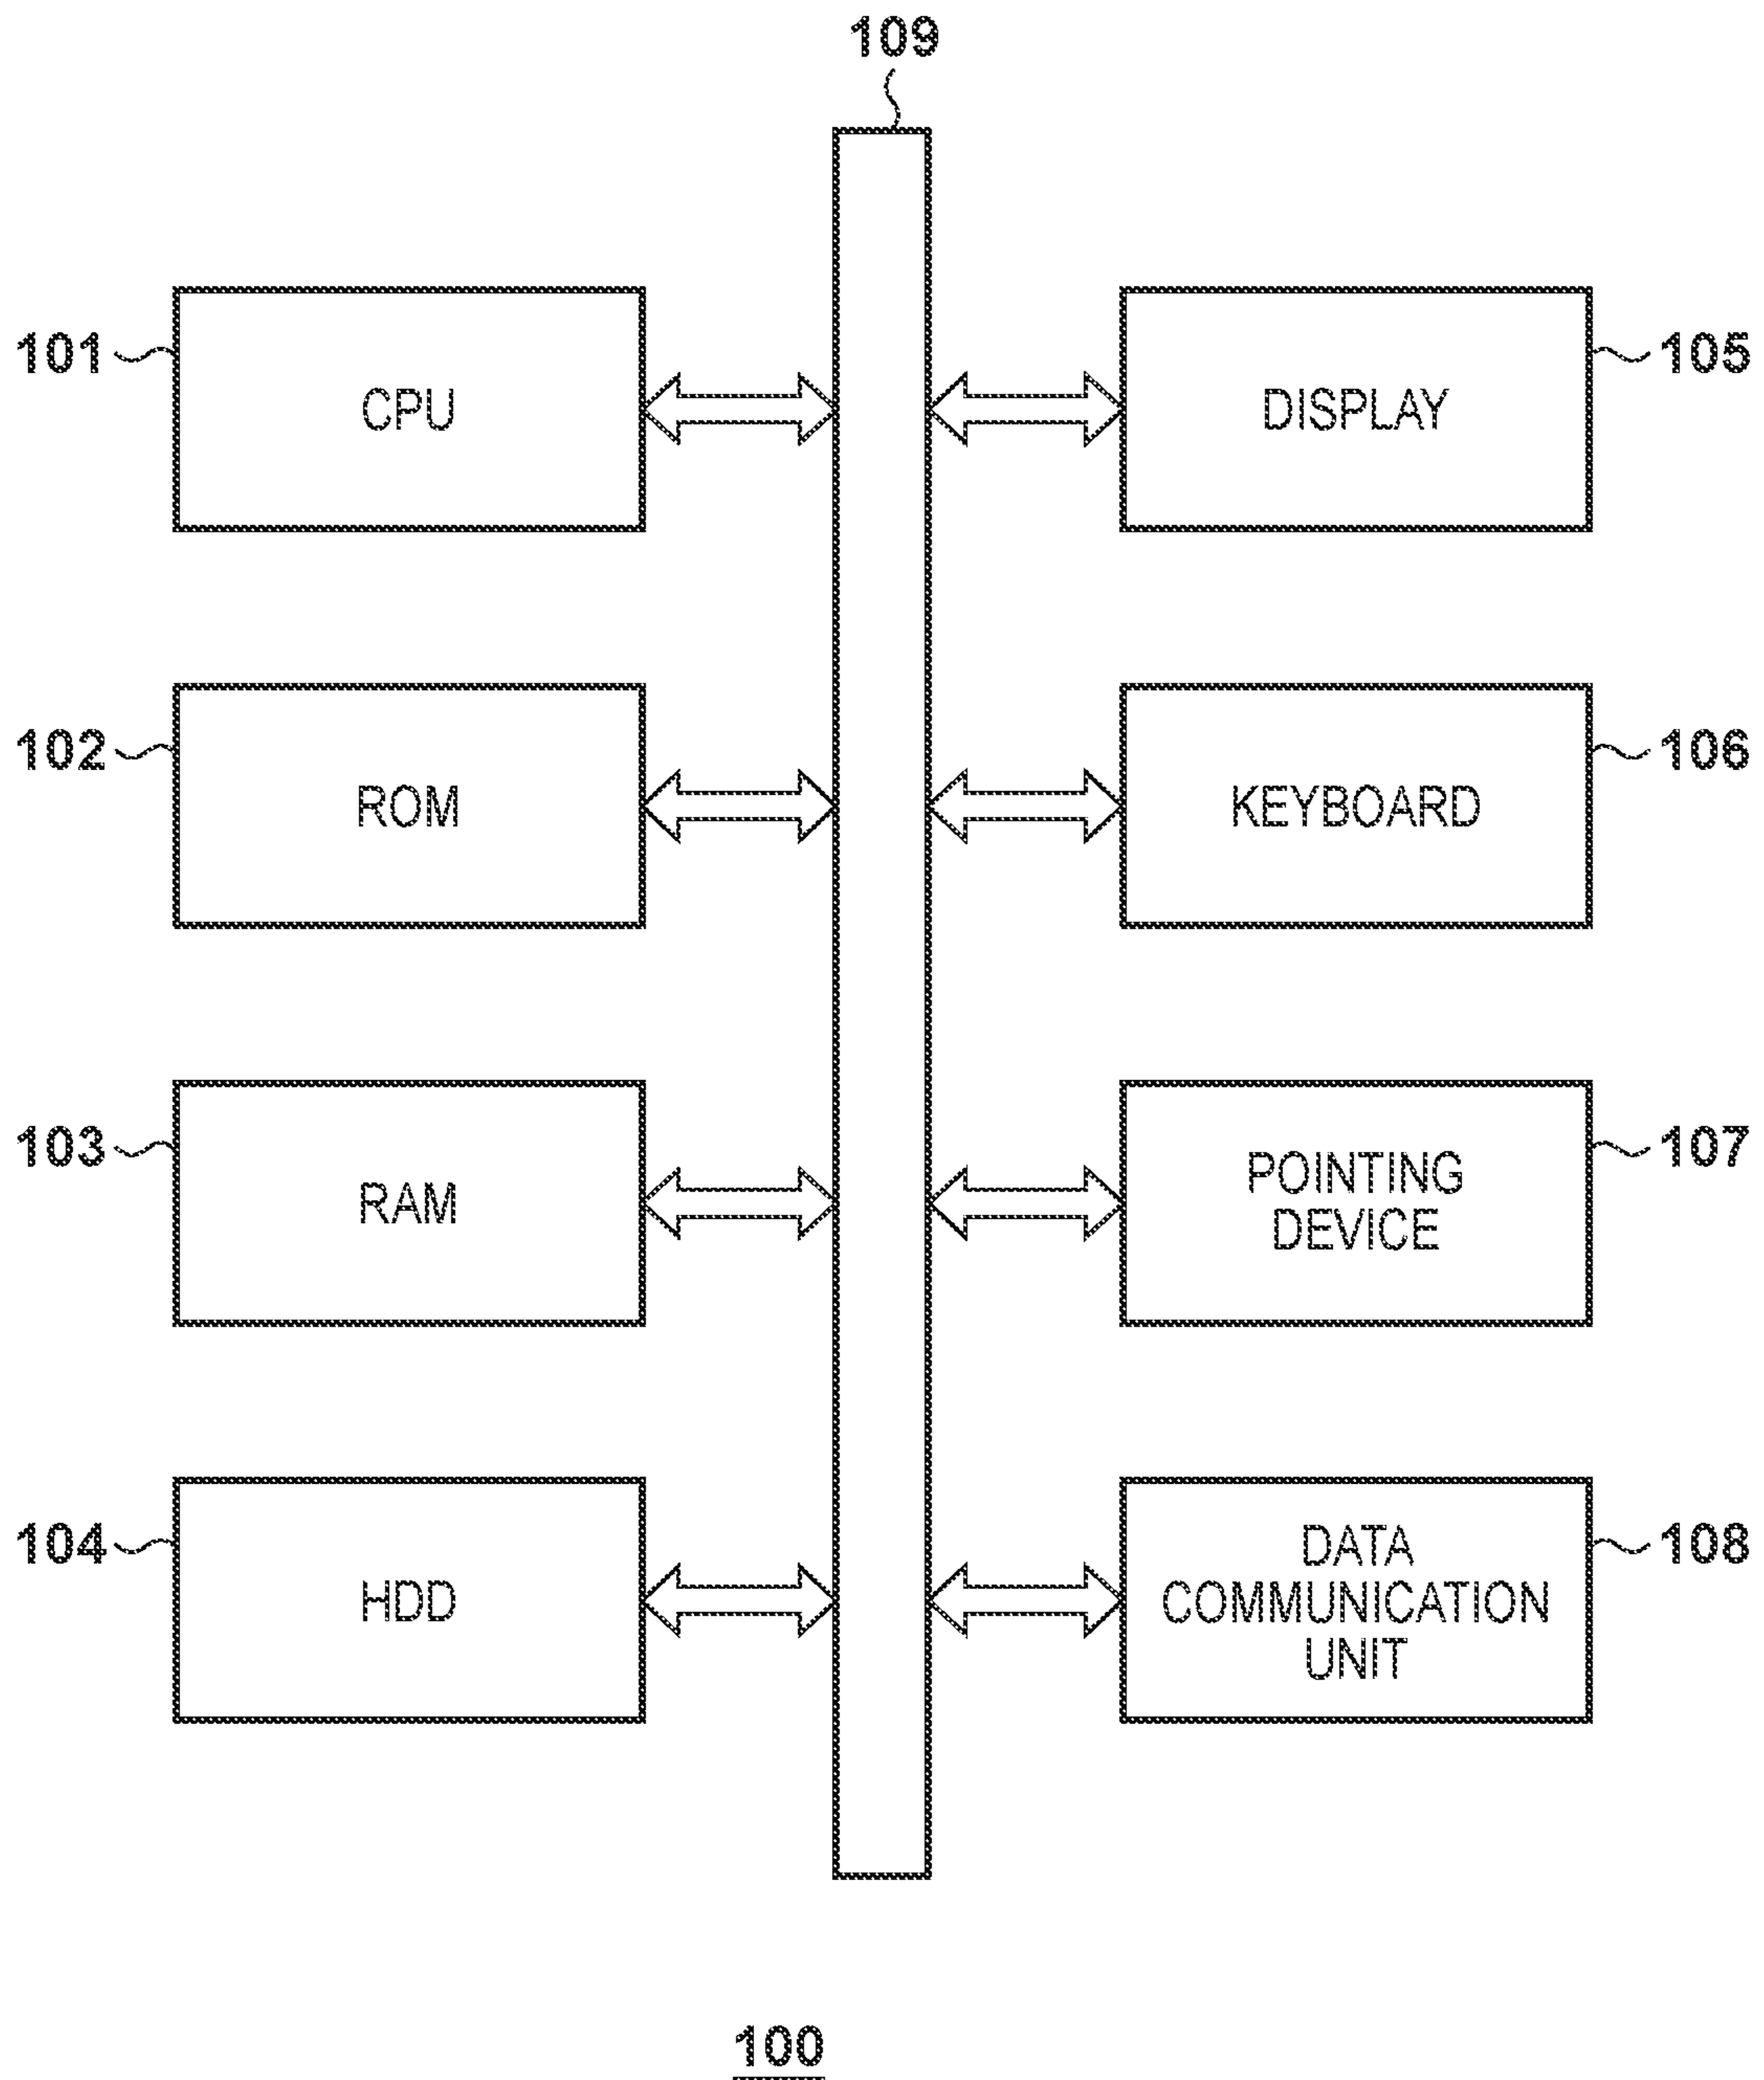 109
101
CPU
105
DISPLAY
102
ROM
106
KEYBOARD
103
RAM
107
POINTING
DEVICE
104
HDD
108
DATA
COMMUNICATION
UNIT
100